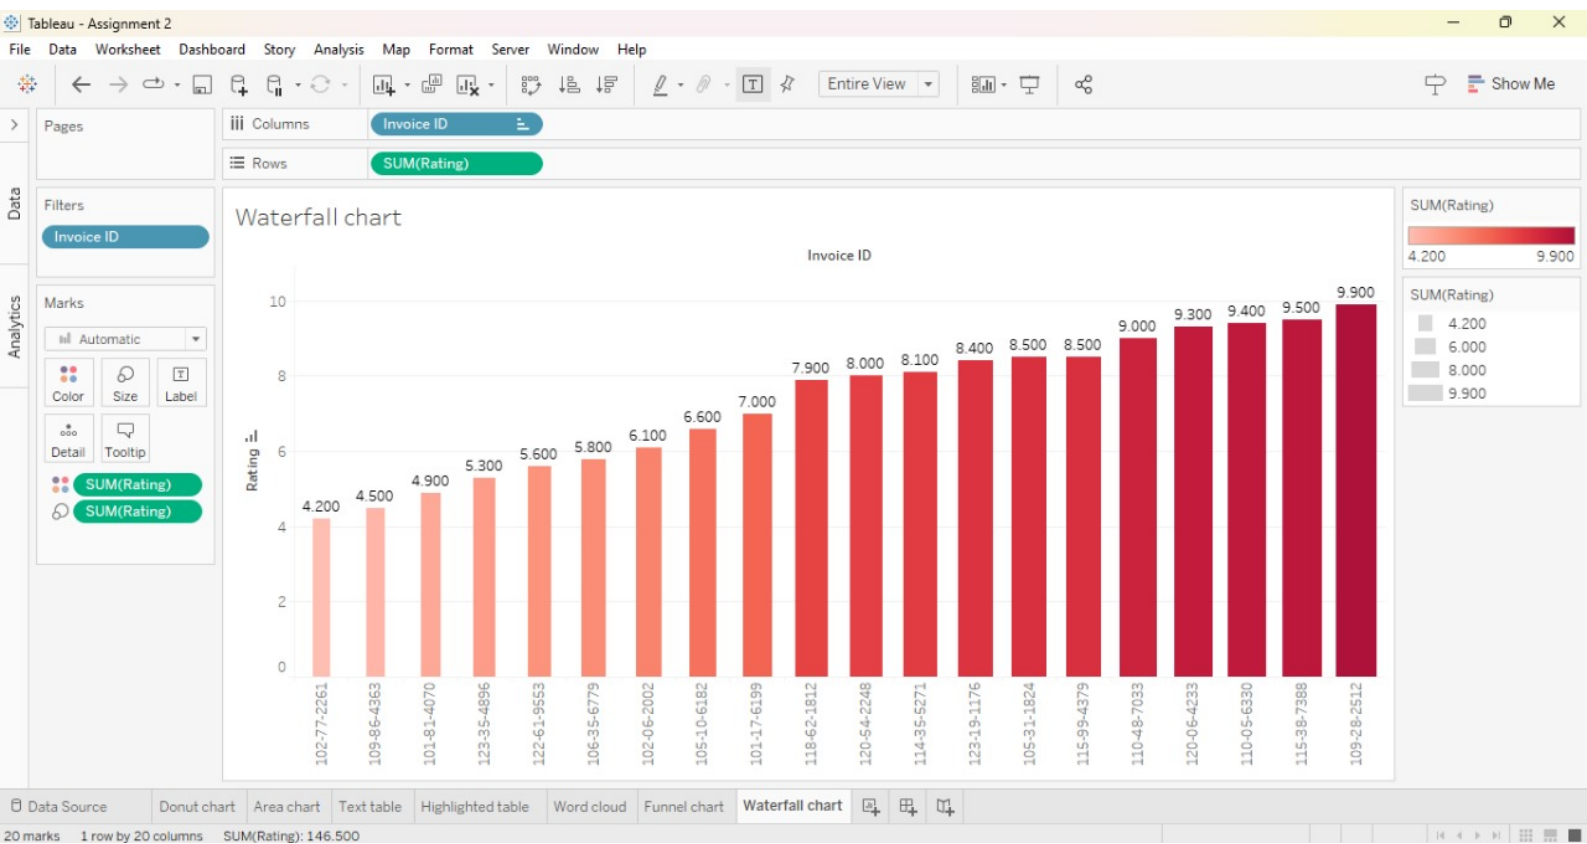 Tableau - Assignment 2
File Data Worksheet Dashboard Story Analysis Map Format Server Window Help
Entire View
Show Me
Pages
Columns
Invoice ID
Rows
SUM(Rating)
Data
Analytics
Filters
Invoice ID
Marks
Automatic
Color Size Label
Detail Tooltip
SUM(Rating)
SUM(Rating)
Waterfall chart
Invoice ID
Rating
10
8
6
4
2
0
4.200
4.500
4.900
5.300
5.600
5.800
6.100
6.600
7.000
7.900
8.000
8.100
8.400
8.500
8.500
9.000
9.300
9.400
9.500
9.900
102-77-2261
109-86-4363
101-81-4070
123-35-4896
122-61-9553
106-35-6779
102-06-2002
105-10-6182
101-17-6199
118-62-1812
120-54-2248
114-35-5271
123-19-1176
105-31-1824
115-99-4379
110-48-7033
120-06-4233
110-05-6330
115-38-7388
109-28-2512
SUM(Rating)
4.200 9.900
SUM(Rating)
4.200
6.000
8.000
9.900
Data Source Donut chart Area chart Text table Highlighted table Word cloud Funnel chart Waterfall chart
20 marks 1 row by 20 columns SUM(Rating): 146.500